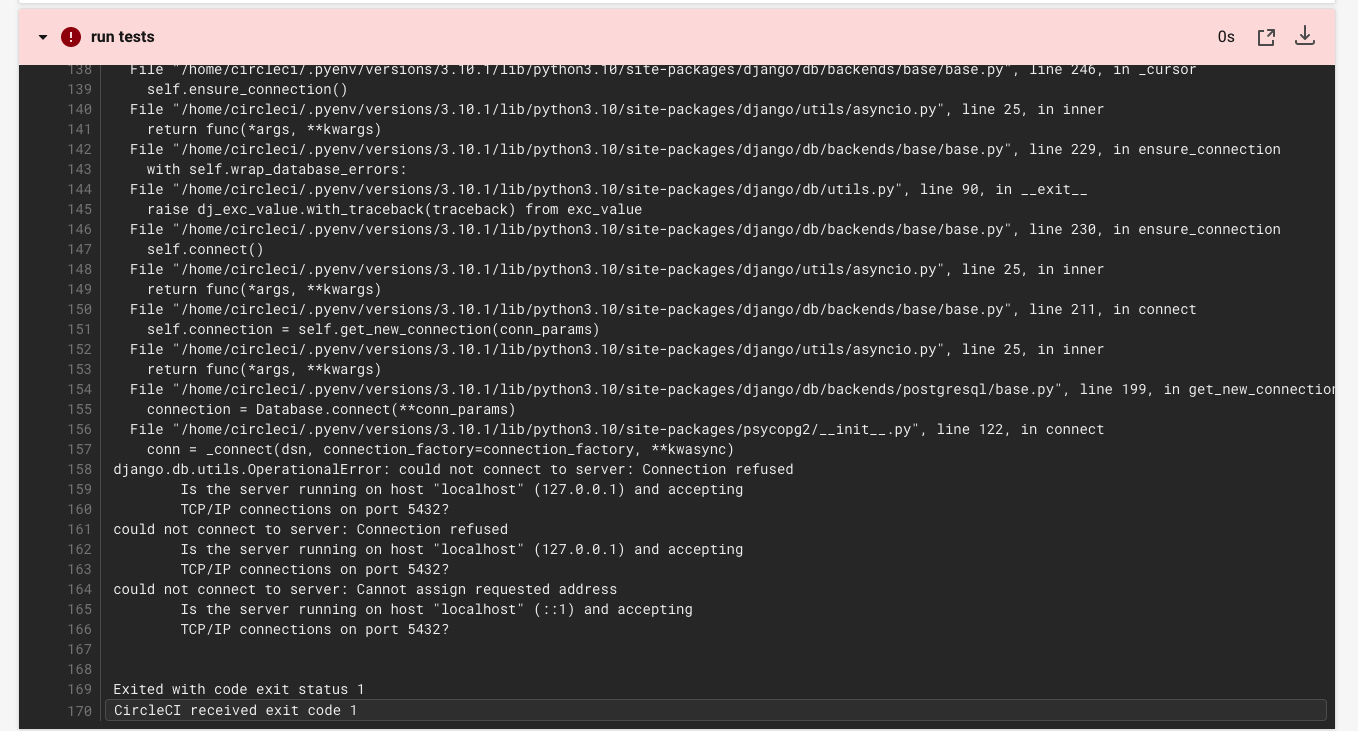 run tests
0s
138 File "/home/circleci/.pyenv/versions/3.10.1/lib/python3.10/site-packages/django/db/backends/base/base.py", line 246, in _cursor
139 self.ensure_connection()
140 File "/home/circleci/.pyenv/versions/3.10.1/lib/python3.10/site-packages/django/utils/asyncio.py", line 25, in inner
141 return func(*args, **kwargs)
142 File "/home/circleci/.pyenv/versions/3.10.1/lib/python3.10/site-packages/django/db/backends/base/base.py", line 229, in ensure_connection
143 with self.wrap_database_errors:
144 File "/home/circleci/.pyenv/versions/3.10.1/lib/python3.10/site-packages/django/db/utils.py", line 90, in __exit__
145 raise dj_exc_value.with_traceback(traceback) from exc_value
146 File "/home/circleci/.pyenv/versions/3.10.1/lib/python3.10/site-packages/django/db/backends/base/base.py", line 230, in ensure_connection
147 self.connect()
148 File "/home/circleci/.pyenv/versions/3.10.1/lib/python3.10/site-packages/django/utils/asyncio.py", line 25, in inner
149 return func(*args, **kwargs)
150 File "/home/circleci/.pyenv/versions/3.10.1/lib/python3.10/site-packages/django/db/backends/base/base.py", line 211, in connect
151 self.connection = self.get_new_connection(conn_params)
152 File "/home/circleci/.pyenv/versions/3.10.1/lib/python3.10/site-packages/django/utils/asyncio.py", line 25, in inner
153 return func(*args, **kwargs)
154 File "/home/circleci/.pyenv/versions/3.10.1/lib/python3.10/site-packages/django/db/backends/postgresql/base.py", line 199, in get_new_connection
155 connection = Database.connect(**conn_params)
156 File "/home/circleci/.pyenv/versions/3.10.1/lib/python3.10/site-packages/psycopg2/__init__.py", line 122, in connect
157 conn = _connect(dsn, connection_factory=connection_factory, **kwasync)
158 django.db.utils.OperationalError: could not connect to server: Connection refused
159 Is the server running on host "localhost" (127.0.0.1) and accepting
160 TCP/IP connections on port 5432?
161 could not connect to server: Connection refused
162 Is the server running on host "localhost" (127.0.0.1) and accepting
163 TCP/IP connections on port 5432?
164 could not connect to server: Cannot assign requested address
165 Is the server running on host "localhost" (::1) and accepting
166 TCP/IP connections on port 5432?
167
168
169 Exited with code exit status 1
170 CircleCI received exit code 1